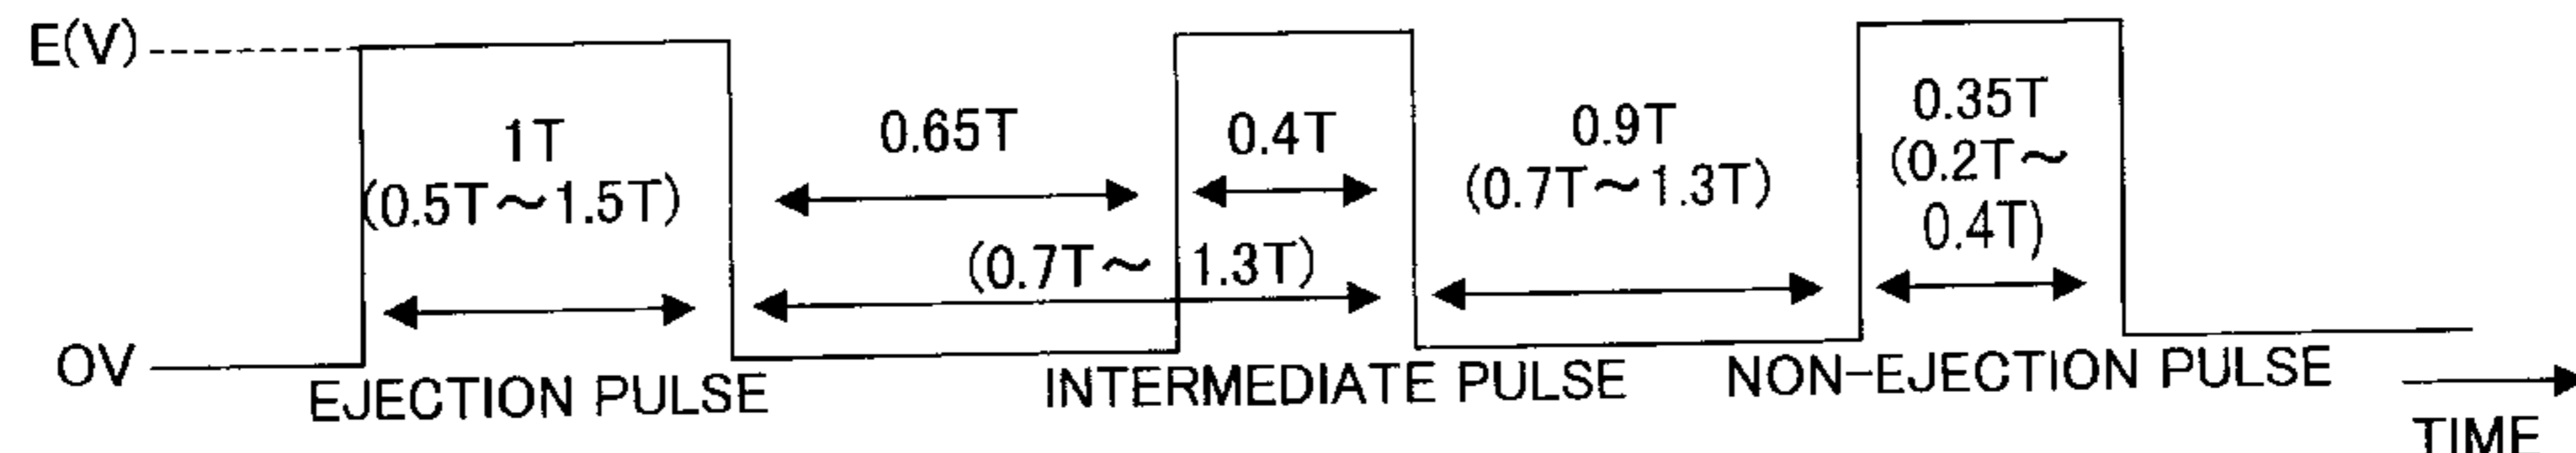 E(V)
1T
(0.5T~1.5T)
0.65T
0.4T
(0.7T~ 1.3T)
0.9T
(0.7T~1.3T)
0.35T
(0.2T~
0.4T)
0V
EJECTION PULSE
INTERMEDIATE PULSE
NON-EJECTION PULSE
TIME